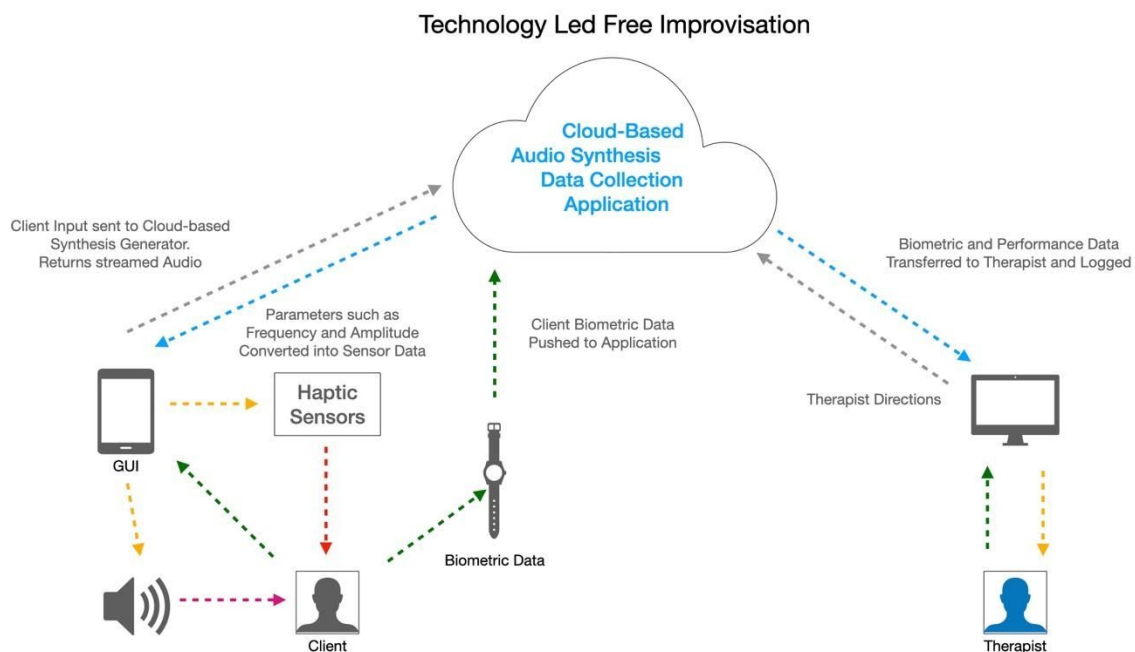 Technology Led Free Improvisation
Cloud-Based
Audio Synthesis
Data Collection
Application
Client Input sent to Cloud-based
Synthesis Generator.
Returns streamed Audio
Biometric and Performance Data
Transferred to Therapist and Logged
Parameters such as
Frequency and Amplitude
Converted into Sensor Data
Client Biometric Data
Pushed to Application
Therapist Directions
Haptic
Sensors
GUI
Biometric Data
Client
Therapist